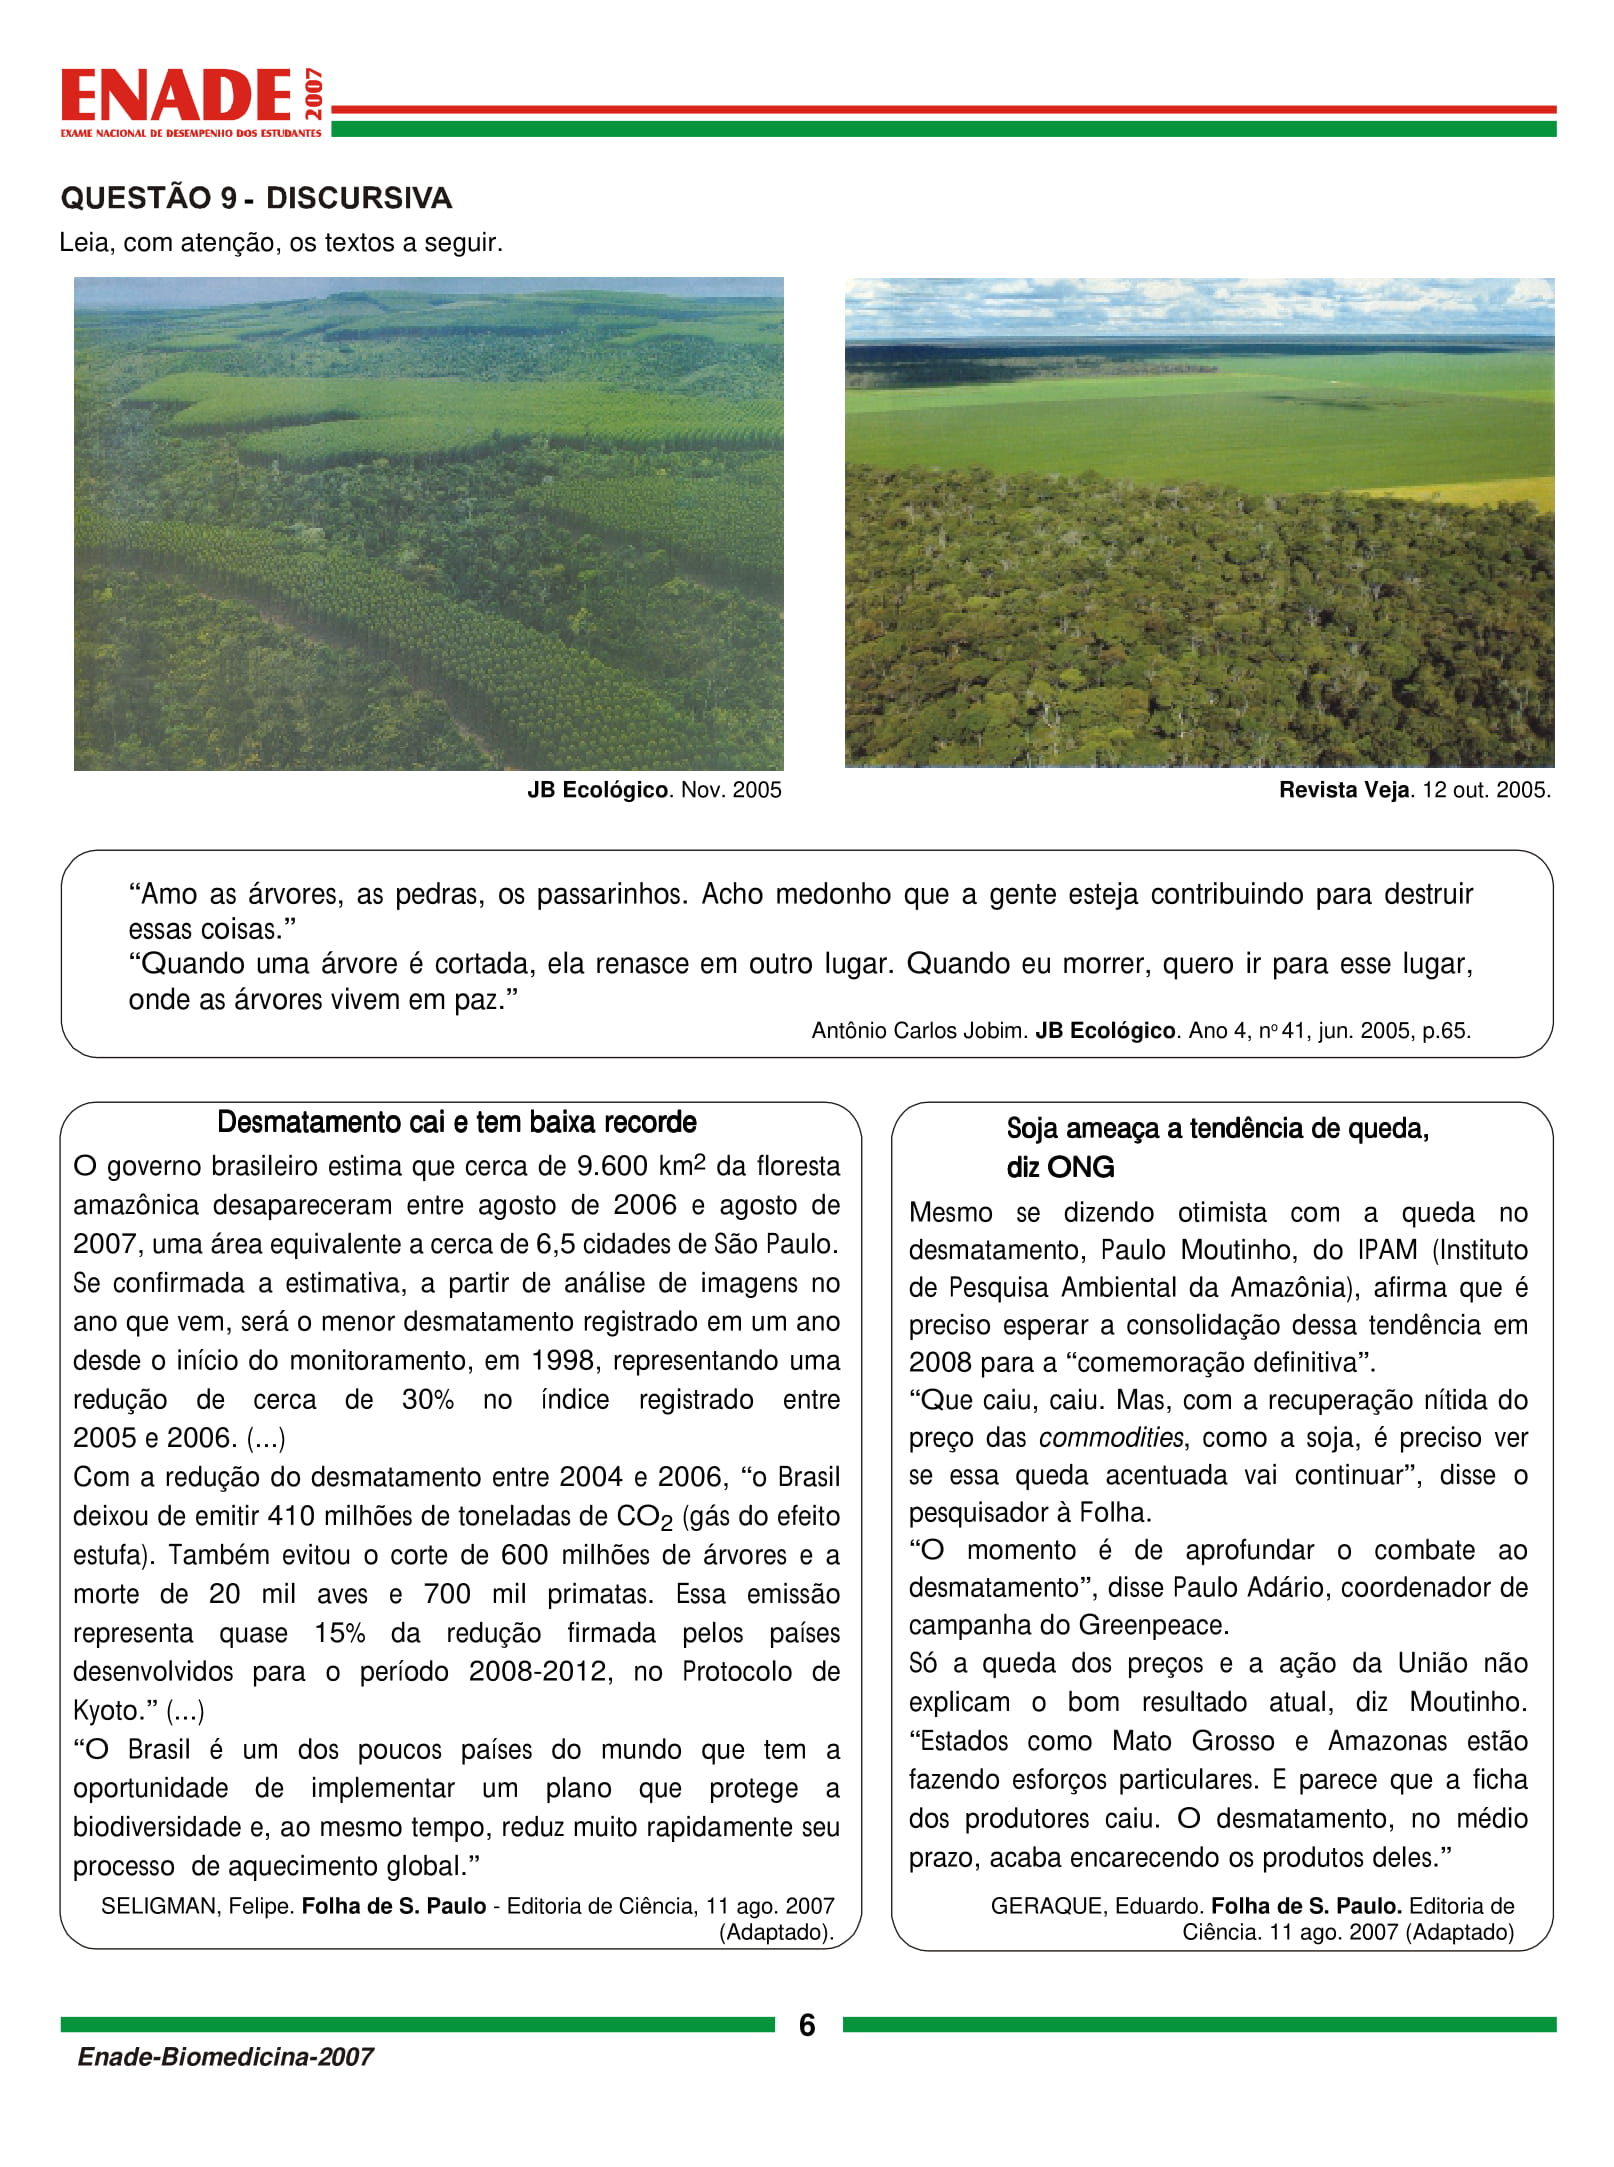 ENADE 2007
EXAME NACIONAL DE DESEMPENHO DOS ESTUDANTES
QUESTÃO 9 - DISCURSIVA
Leia, com atenção, os textos a seguir.
JB Ecológico. Nov. 2005
Revista Veja. 12 out. 2005.
“Amo as árvores, as pedras, os passarinhos. Acho medonho que a gente esteja contribuindo para destruir
essas coisas.”
“Quando uma árvore é cortada, ela renasce em outro lugar. Quando eu morrer, quero ir para esse lugar,
onde as árvores vivem em paz.”
Antônio Carlos Jobim. JB Ecológico. Ano 4, nº 41, jun. 2005, p.65.
Desmatamento cai e tem baixa recorde
O governo brasileiro estima que cerca de 9.600 km2 da floresta
amazônica desapareceram entre agosto de 2006 e agosto de
2007, uma área equivalente a cerca de 6,5 cidades de São Paulo.
Se confirmada a estimativa, a partir de análise de imagens no
ano que vem, será o menor desmatamento registrado em um ano
desde o início do monitoramento, em 1998, representando uma
redução de cerca de 30% no índice registrado entre
2005 e 2006. (...)
Com a redução do desmatamento entre 2004 e 2006, “o Brasil
deixou de emitir 410 milhões de toneladas de CO2 (gás do efeito
estufa). Também evitou o corte de 600 milhões de árvores e a
morte de 20 mil aves e 700 mil primatas. Essa emissão
representa quase 15% da redução firmada pelos países
desenvolvidos para o período 2008-2012, no Protocolo de
Kyoto.” (...)
“O Brasil é um dos poucos países do mundo que tem a
oportunidade de implementar um plano que protege a
biodiversidade e, ao mesmo tempo, reduz muito rapidamente seu
processo de aquecimento global.”
SELIGMAN, Felipe. Folha de S. Paulo - Editoria de Ciência, 11 ago. 2007
(Adaptado).
Soja ameaça a tendência de queda,
diz ONG
Mesmo se dizendo otimista com a queda no
desmatamento, Paulo Moutinho, do IPAM (Instituto
de Pesquisa Ambiental da Amazônia), afirma que é
preciso esperar a consolidação dessa tendência em
2008 para a “comemoração definitiva”.
“Que caiu, caiu. Mas, com a recuperação nítida do
preço das commodities, como a soja, é preciso ver
se essa queda acentuada vai continuar”, disse o
pesquisador à Folha.
“O momento é de aprofundar o combate ao
desmatamento”, disse Paulo Adário, coordenador de
campanha do Greenpeace.
Só a queda dos preços e a ação da União não
explicam o bom resultado atual, diz Moutinho.
“Estados como Mato Grosso e Amazonas estão
fazendo esforços particulares. E parece que a ficha
dos produtores caiu. O desmatamento, no médio
prazo, acaba encarecendo os produtos deles.”
GERAQUE, Eduardo. Folha de S. Paulo. Editoria de
Ciência. 11 ago. 2007 (Adaptado)
6
Enade-Biomedicina-2007